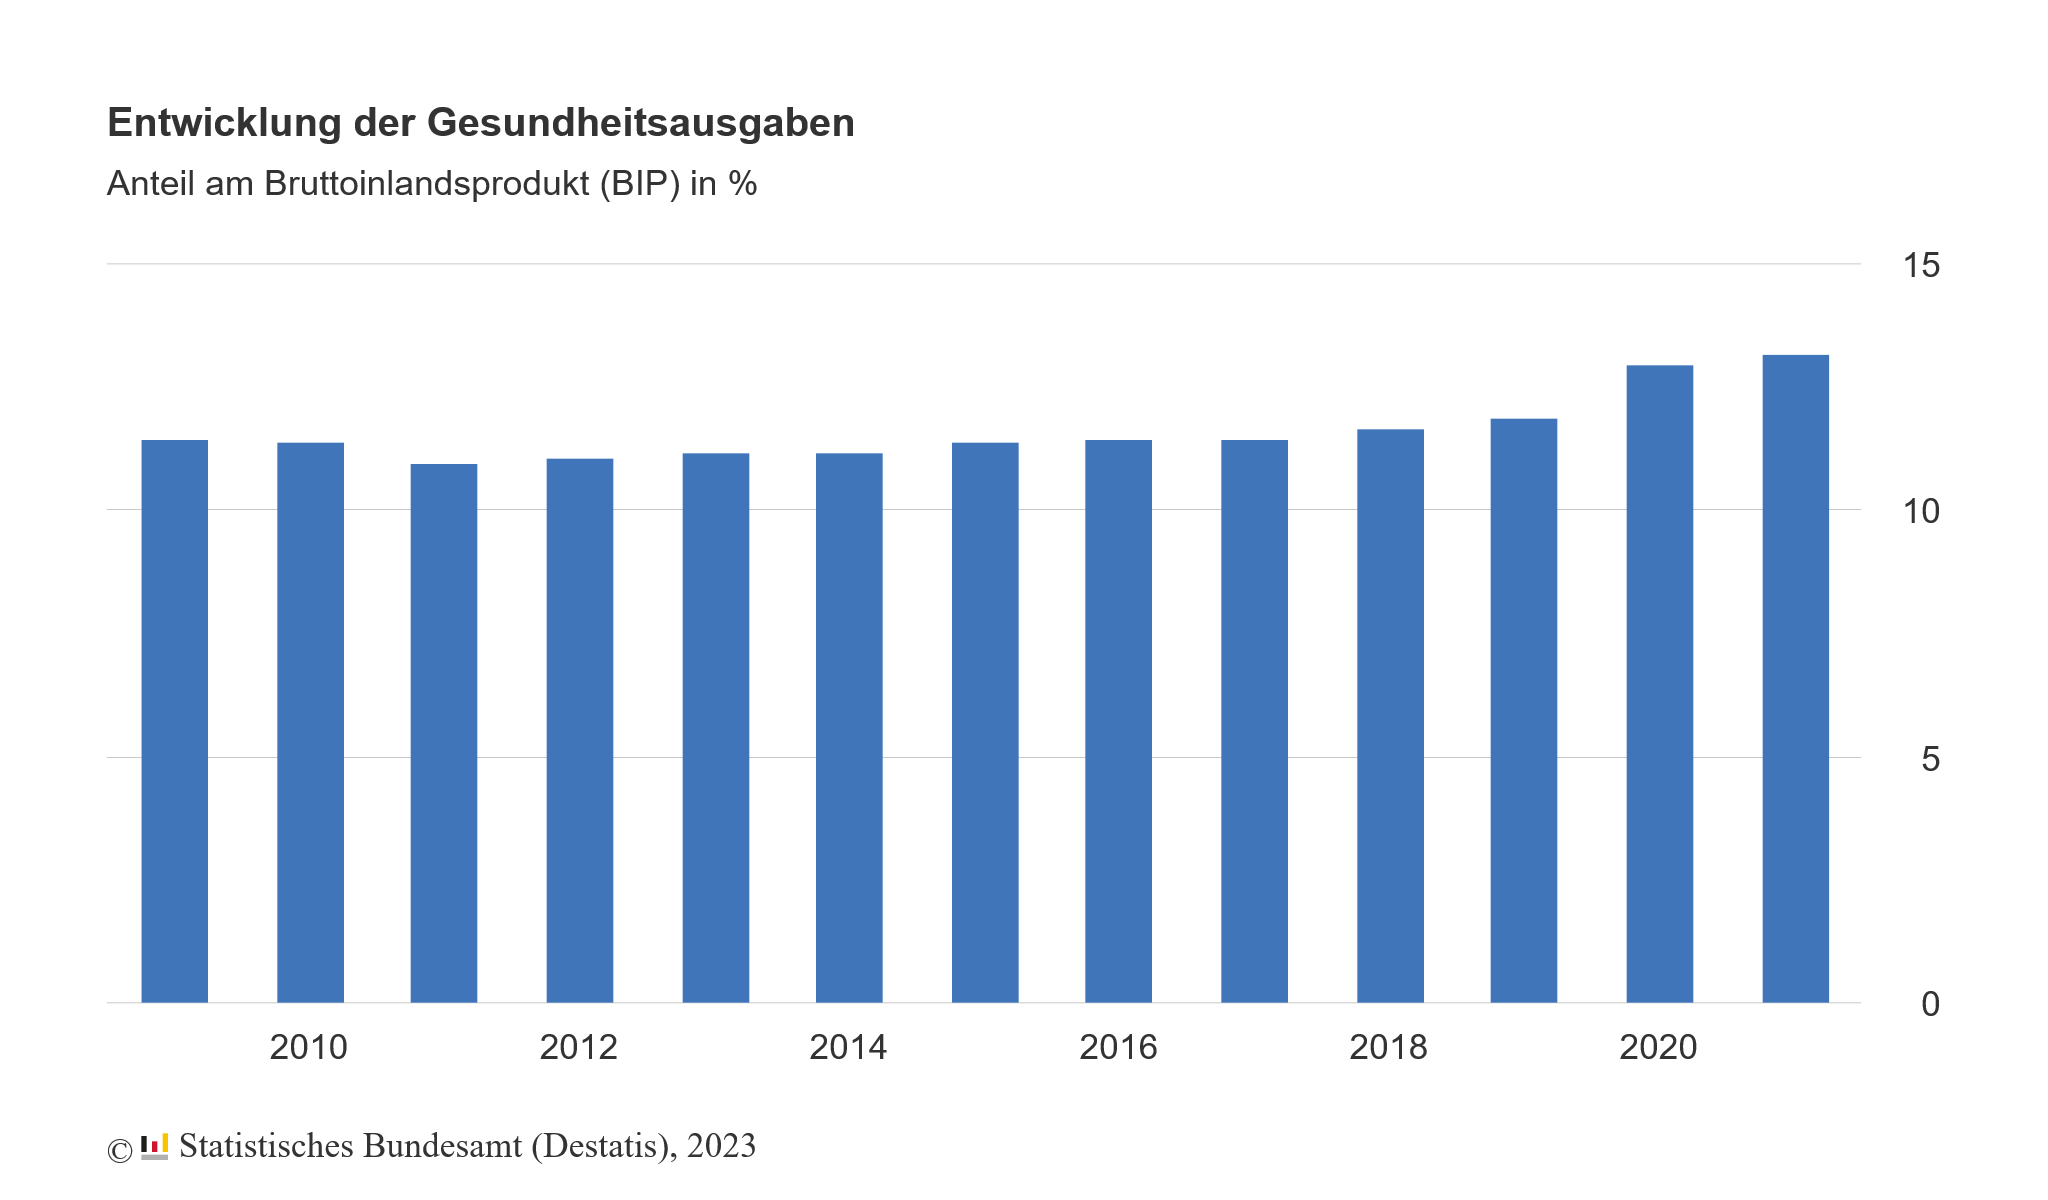 Entwicklung der Gesundheitsausgaben
Anteil am Bruttoinlandsprodukt (BIP) in %
15
10
5
0
2010 2012 2014 2016 2018 2020
© Statistisches Bundesamt (Destatis), 2023